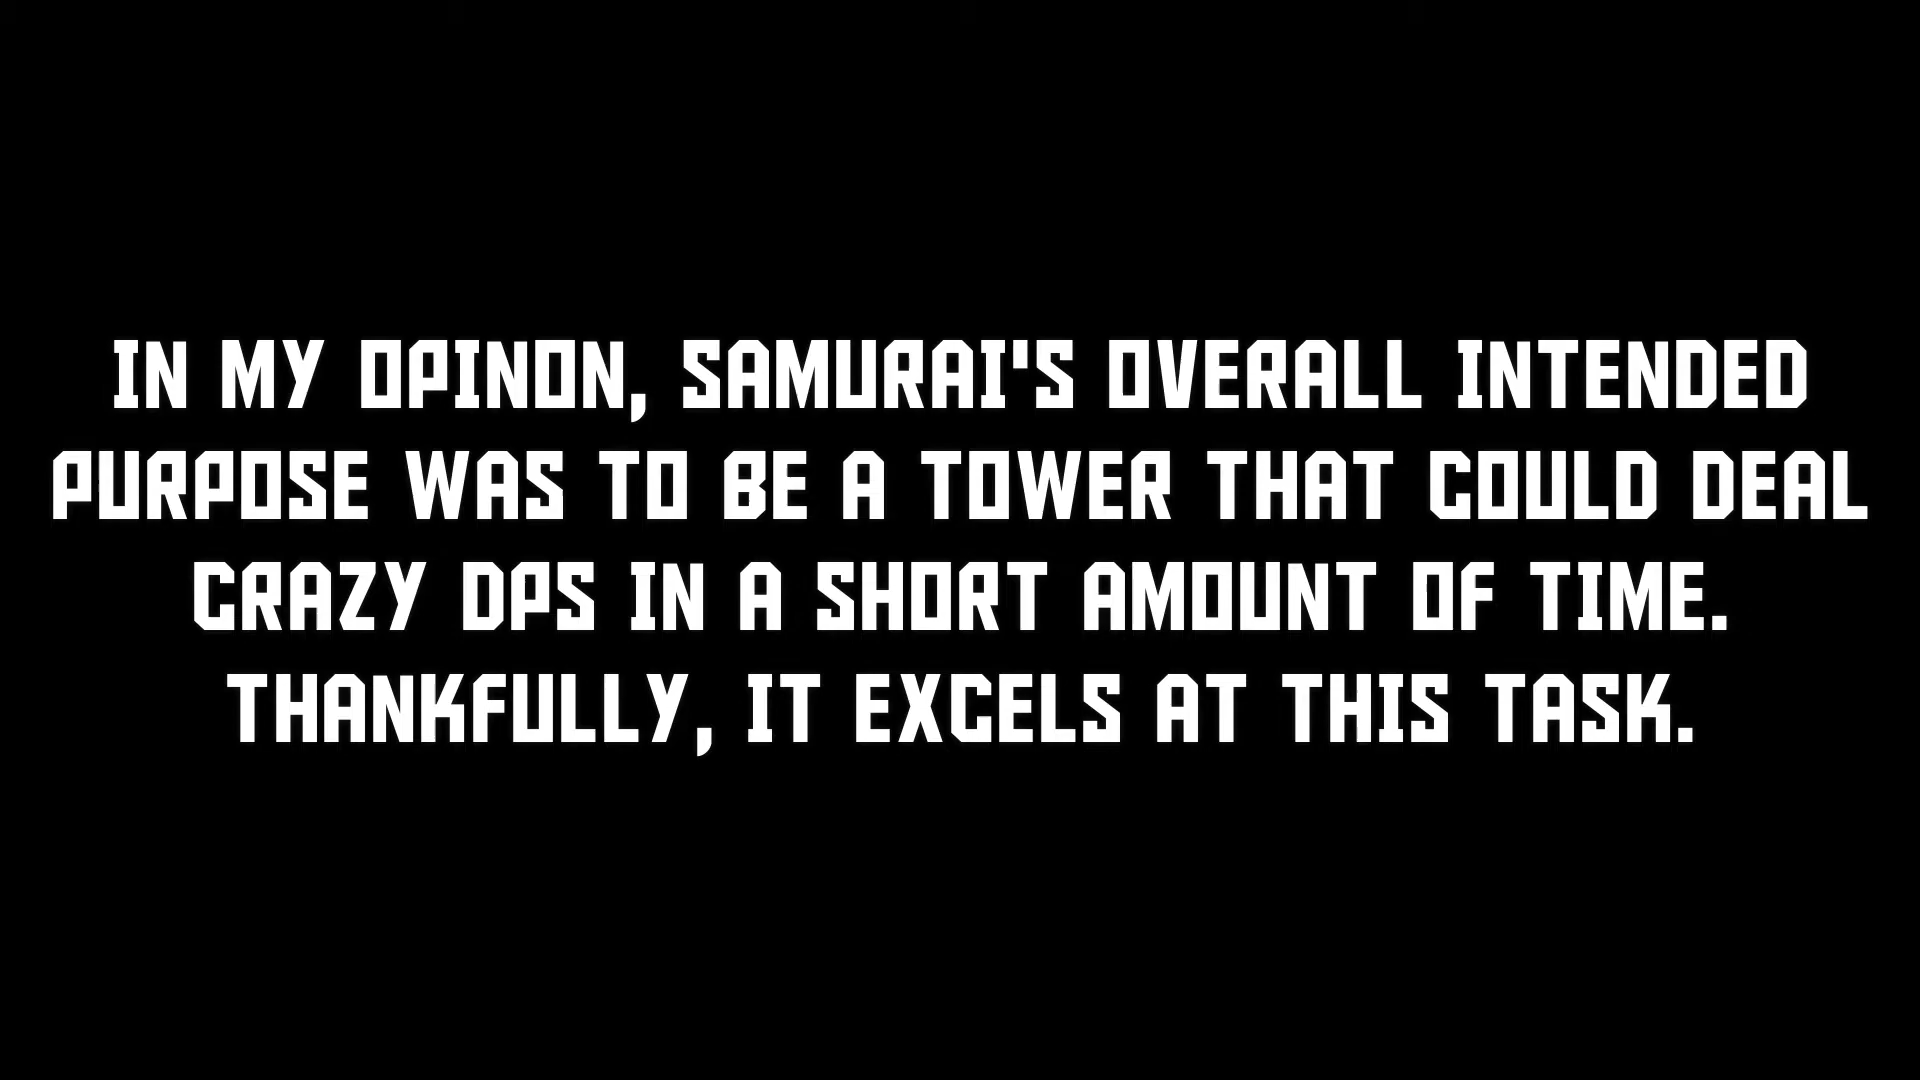 IN MY OPINON, SAMURAI'S OVERALL INTENDED
PURPOSE WAS TO BE A TOWER THAT COULD DEAL
CRAZY DPS IN A SHORT AMOUNT OF TIME.
THANKFULLY, IT EXCELS AT THIS TASK.